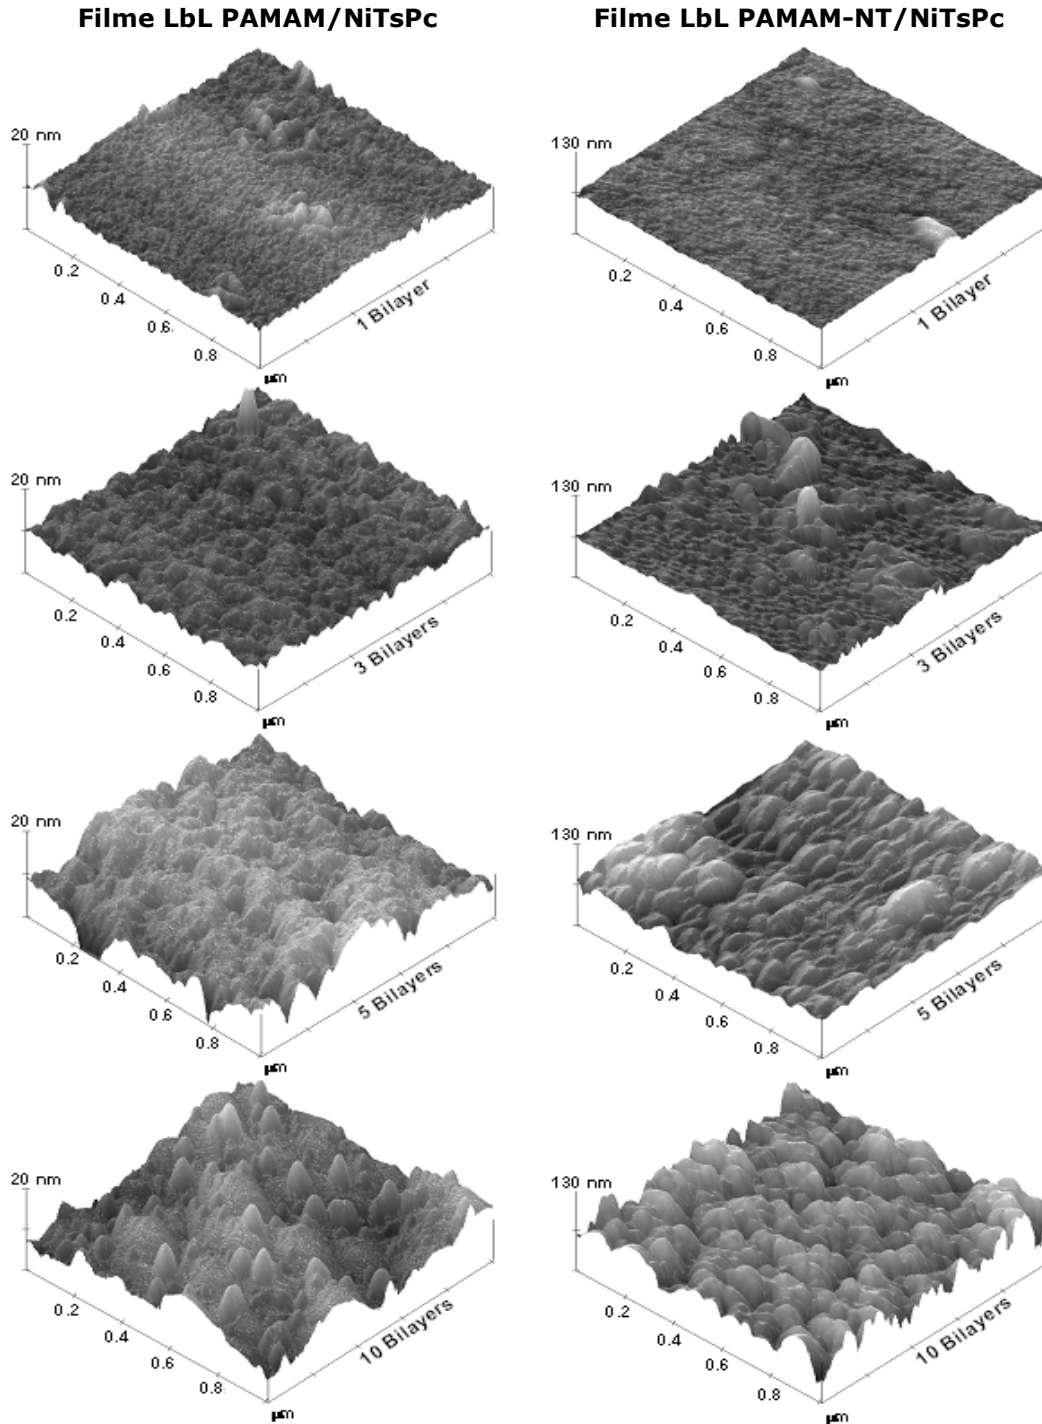 Filme LbL PAMAM/NiTsPc
Filme LbL PAMAM-NT/NiTsPc
20 nm
0.2
0.4
0.6
0.8
µm
1 Bilayer
130 nm
0.2
0.4
0.6
0.8
µm
1 Bilayer
20 nm
0.2
0.4
0.6
0.8
µm
3 Bilayers
130 nm
0.2
0.4
0.6
0.8
µm
3 Bilayers
20 nm
0.2
0.4
0.6
0.8
µm
5 Bilayers
130 nm
0.2
0.4
0.6
0.8
µm
5 Bilayers
20 nm
0.2
0.4
0.6
0.8
µm
10 Bilayers
130 nm
0.2
0.4
0.6
0.8
µm
10 Bilayers